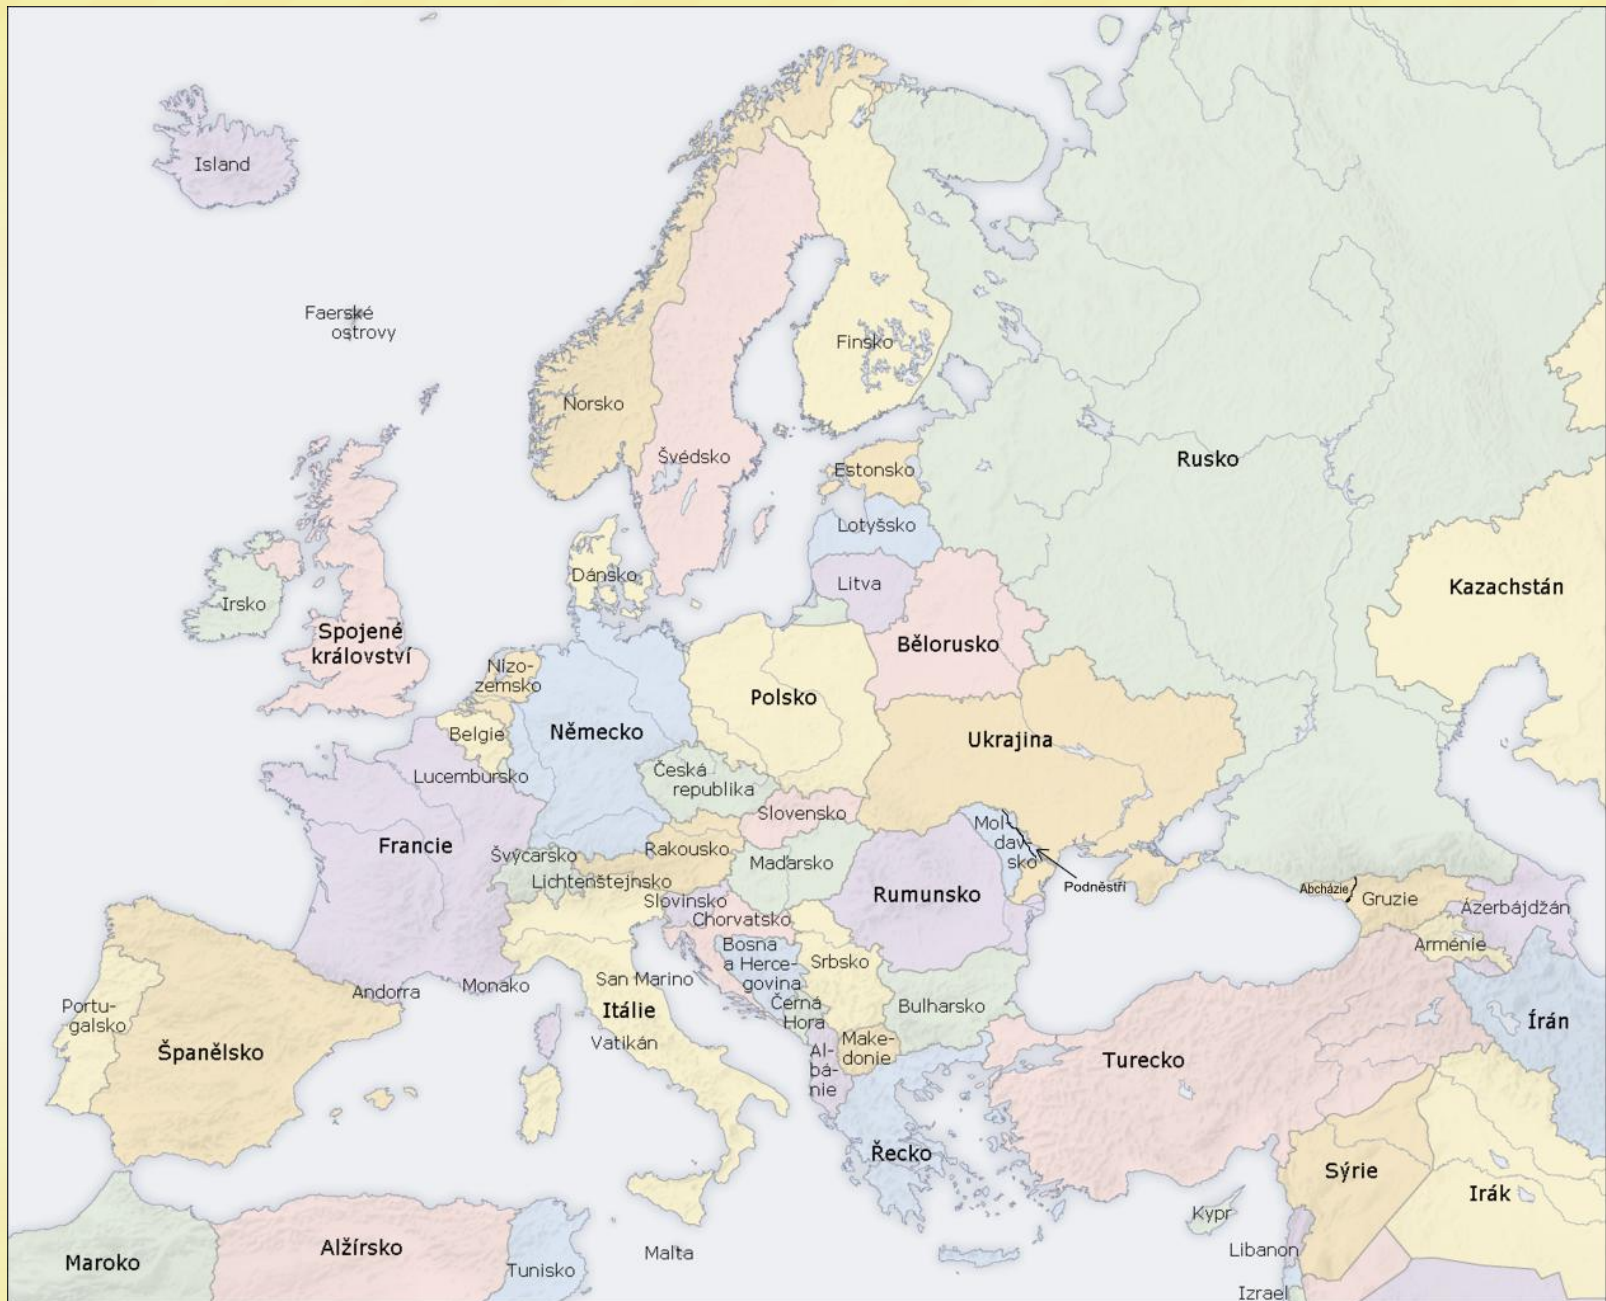 Island
Faerské
ostrovy
Finsko
Norsko
Švédsko
Estonsko
Rusko
Lotyšsko
Dánsko
Litva
Kazachstán
Irsko
Spojené
království
Bělorusko
Nizo-
zemsko
Polsko
Belgie
Německo
Ukrajina
Lucembursko
Česká
republika
Slovensko
Mol-
dav-
sko
Francie
Švýcarsko
Rakousko
Maďarsko
Lichtenštejnsko
Podněstří
Abcházie
Gruzie
Rumunsko
Slovinsko
Chorvatsko
Ázerbájdžán
Bosna
a Herce-
govina
Srbsko
Arménie
San Marino
Monako
Andorra
Portu-
galsko
Itálie
Černá
Hora
Bulharsko
Írán
Španělsko
Vatikán
Al-
bá-
nie
Make-
donie
Turecko
Řecko
Sýrie
Irák
Kypr
Maroko
Alžírsko
Tunisko
Malta
Libanon
Izrael